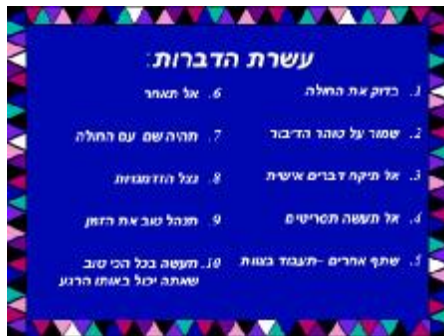 עשרת הדברות:
1. בדוק את החולה
2. שמור על טוהר הדיבור
3. אל תיקח דברים אישית
4. אל תעשה תסריטים
5. שתף אחרים –תעבוד בצוות
6. אל תאחר
7. תהיה שם עם החולה
8. נצל הזדמנויות
9. תנהל טוב את הזמן
10. תעשה בכל הכי טוב
שאתה יכול באותו הרגע